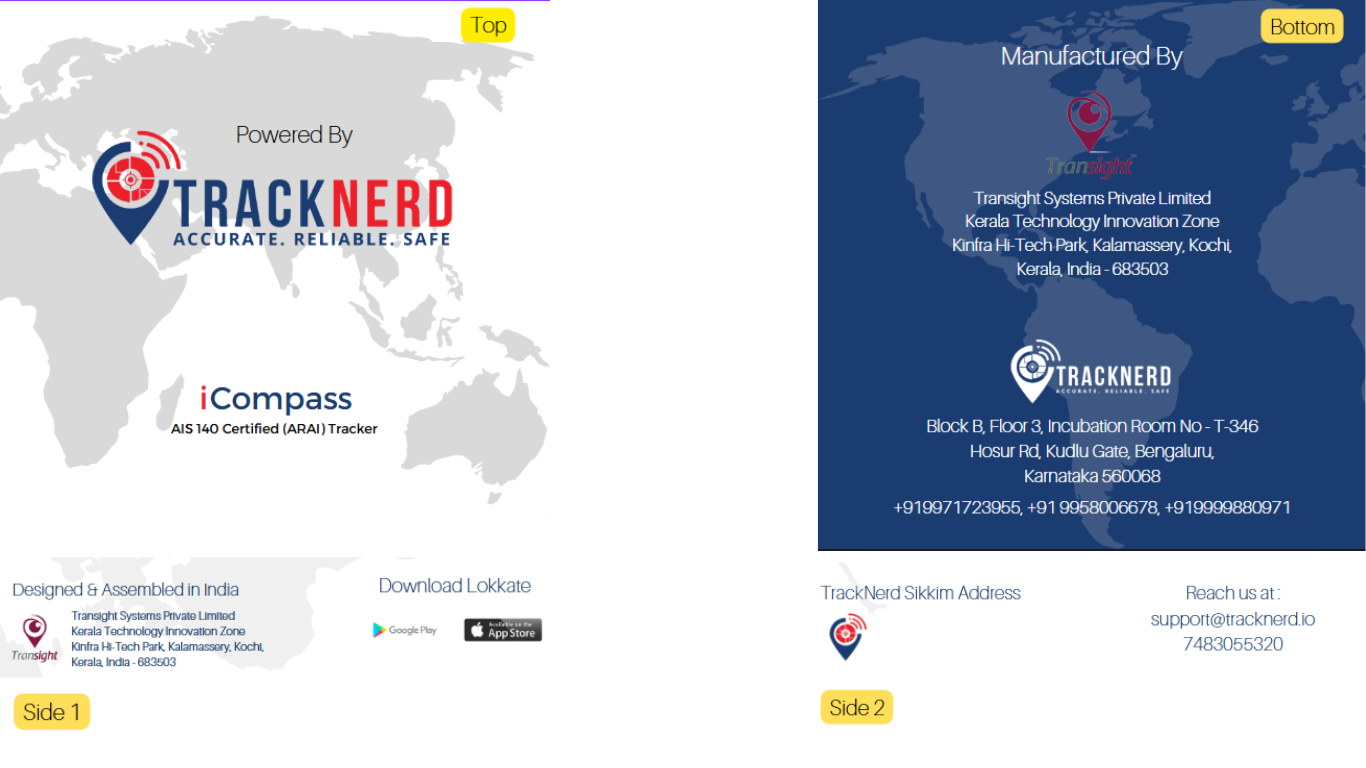 Top
Powered By
TRACKNERD
ACCURATE. RELIABLE. SAFE
iCompass
AIS 140 Certified (ARAI) Tracker
Designed & Assembled in India
Transight
Transight Systems Private Limited
Kerala Technology Innovation Zone
Kinfra Hi-Tech Park, Kalamassery, Kochi,
Kerala, India - 683503
Download Lokkate
Google Play
Available on the
App Store
Side 1
Bottom
Manufactured By
Transight
Transight Systems Private Limited
Kerala Technology Innovation Zone
Kinfra Hi-Tech Park, Kalamassery, Kochi,
Kerala, India - 683503
TRACKNERD
ACCURATE. RELIABLE. SAFE
Block B, Floor 3, Incubation Room No - T-346
Hosur Rd, Kudlu Gate, Bengaluru,
Karnataka 560068
+919971723955, +91 9958006678, +919999880971
TrackNerd Sikkim Address
Reach us at :
support@tracknerd.io
7483055320
Side 2